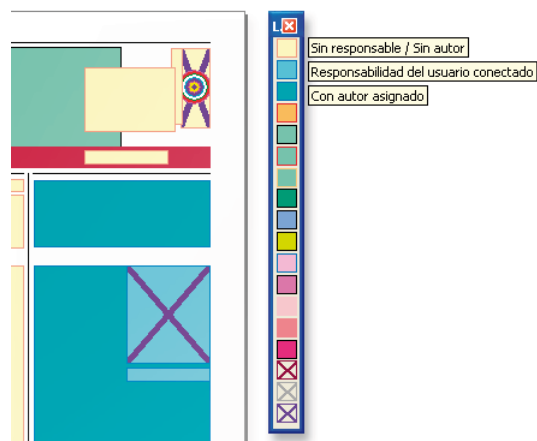 L.
Sin responsable / Sin autor
Responsabilidad del usuario conectado
Con autor asignado